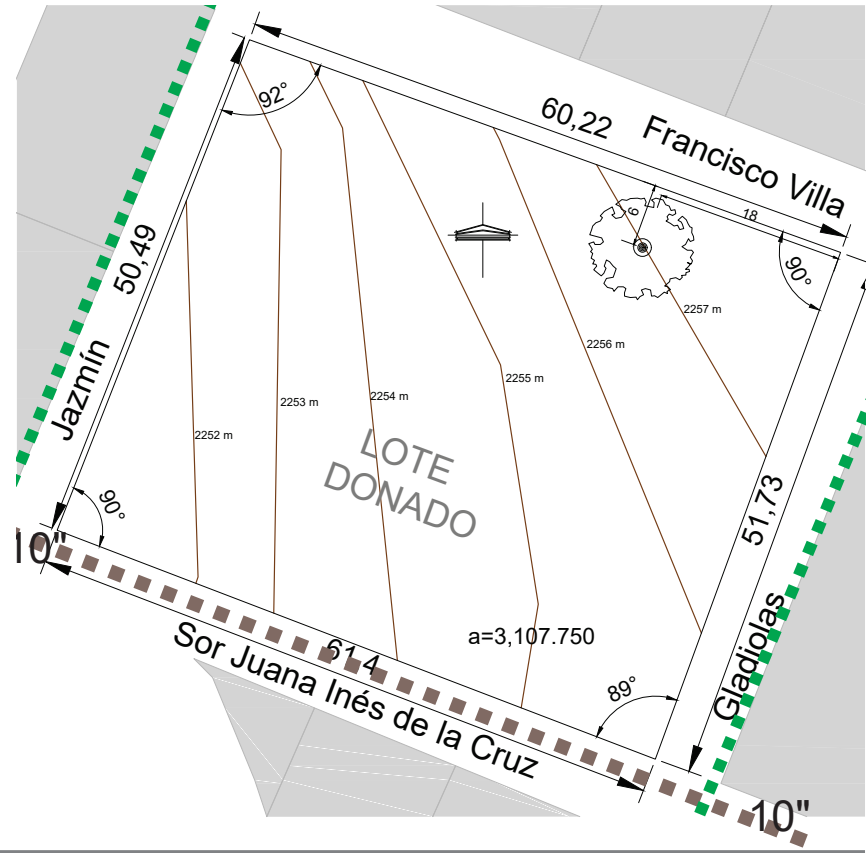 60,22
Francisco Villa
92°
6
18
90°
50,49
Jazmín
2257 m
2256 m
2255 m
2254 m
2253 m
2252 m
LOTE
DONADO
90°
10"
51,73
Gladiolas
a=3,107.750
61,4
89°
Sor Juana Inés de la Cruz
10"